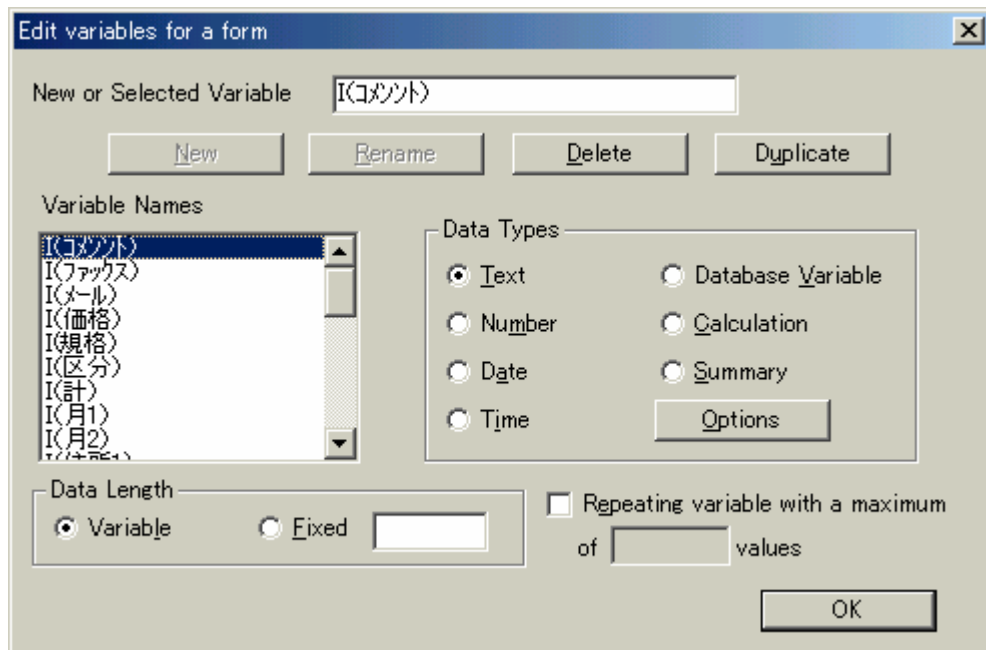 Edit variables for a form
New or Selected Variable I(コメソント)
New Rename Delete Duplicate
Variable Names
I(コメソント)
I(ファックス)
I(メール)
I(価格)
I(規格)
I(区分)
I(計)
I(月1)
I(月2)
Data Types
Text Database Variable
Number Calculation
Date Summary
Time Options
Data Length
Variable Fixed
Repeating variable with a maximum
of values
OK